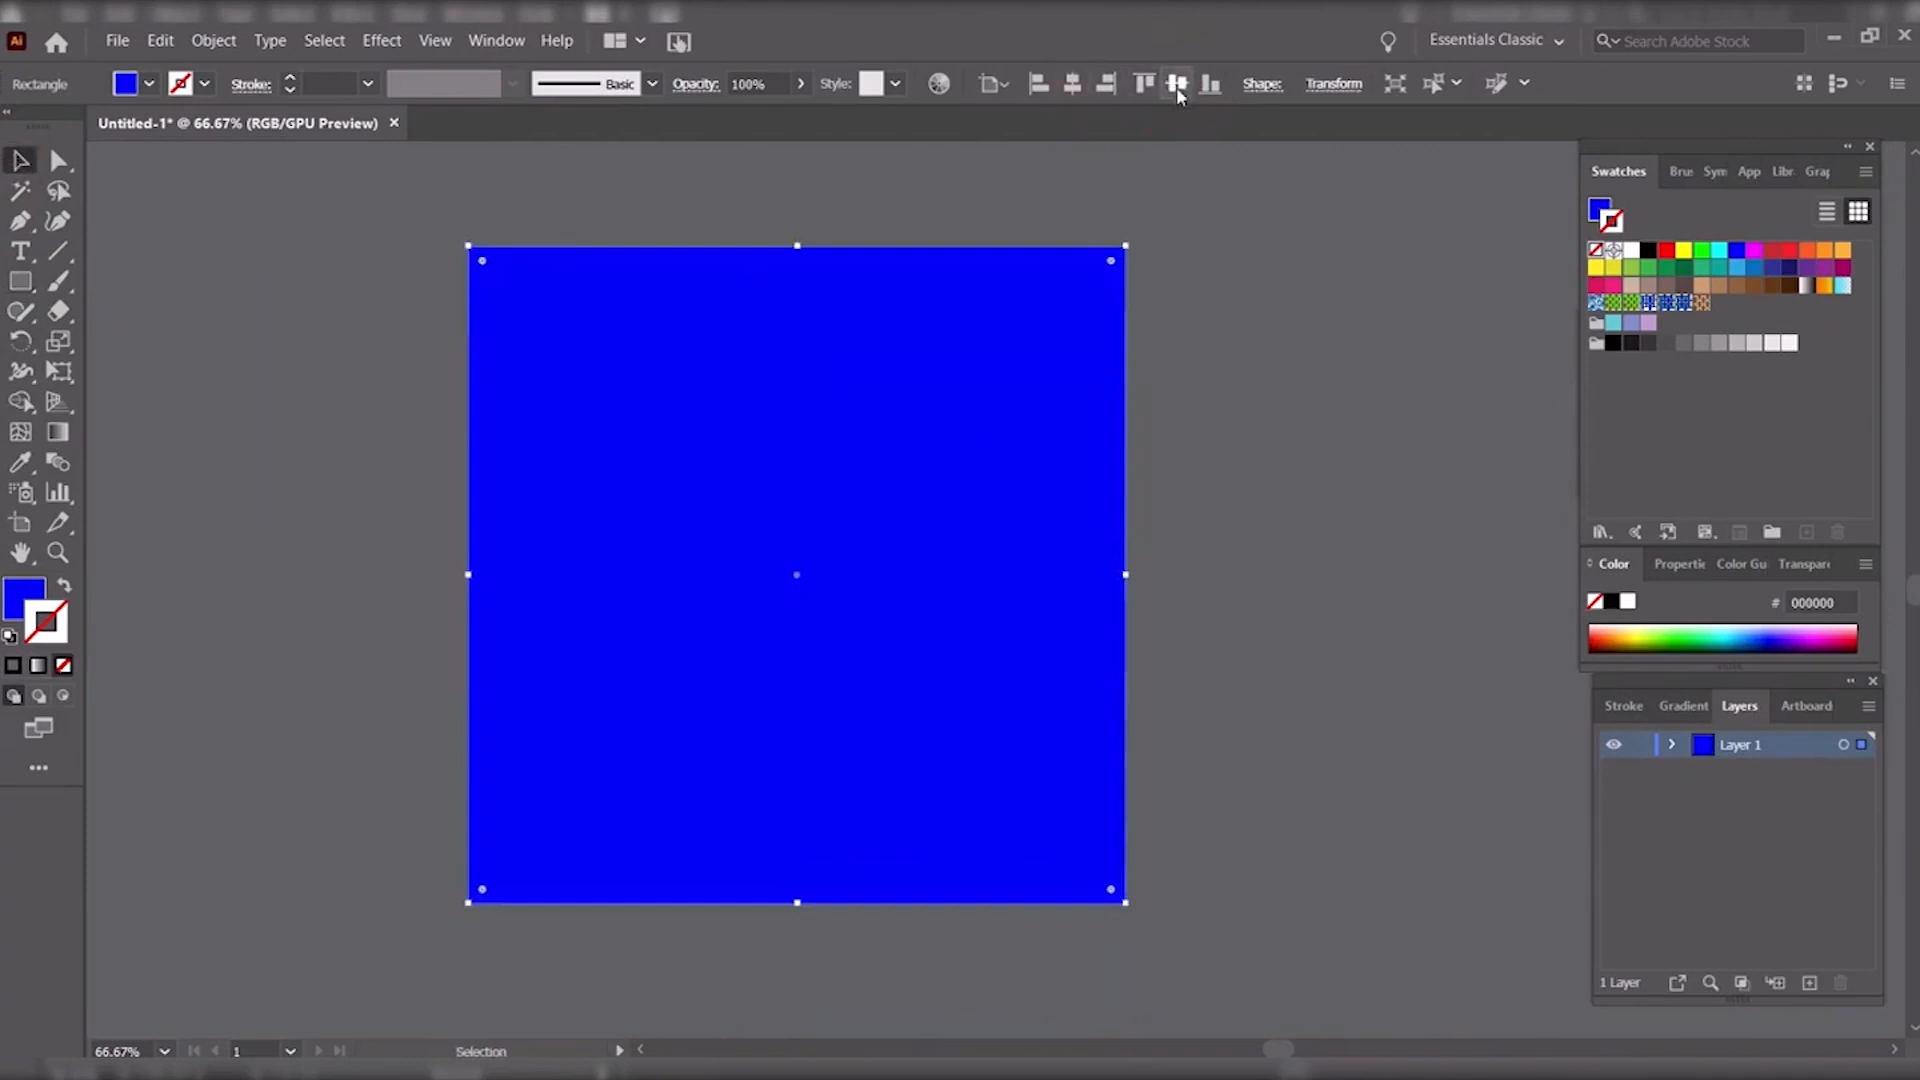 Ai File Edit Object Type Select Effect View Window Help Essentials Classic Search Adobe Stock
Rectangle Stroke: Basic Opacity: 100% Style: Shape: Transform
Untitled-1* @ 66.67% (RGB/GPU Preview)
Swatches Brus Sym App Libr Grap
Color Properti Color Gu Transpar
# 000000
Stroke Gradient Layers Artboard
Layer 1
1 Layer
66.67% 1 Selection